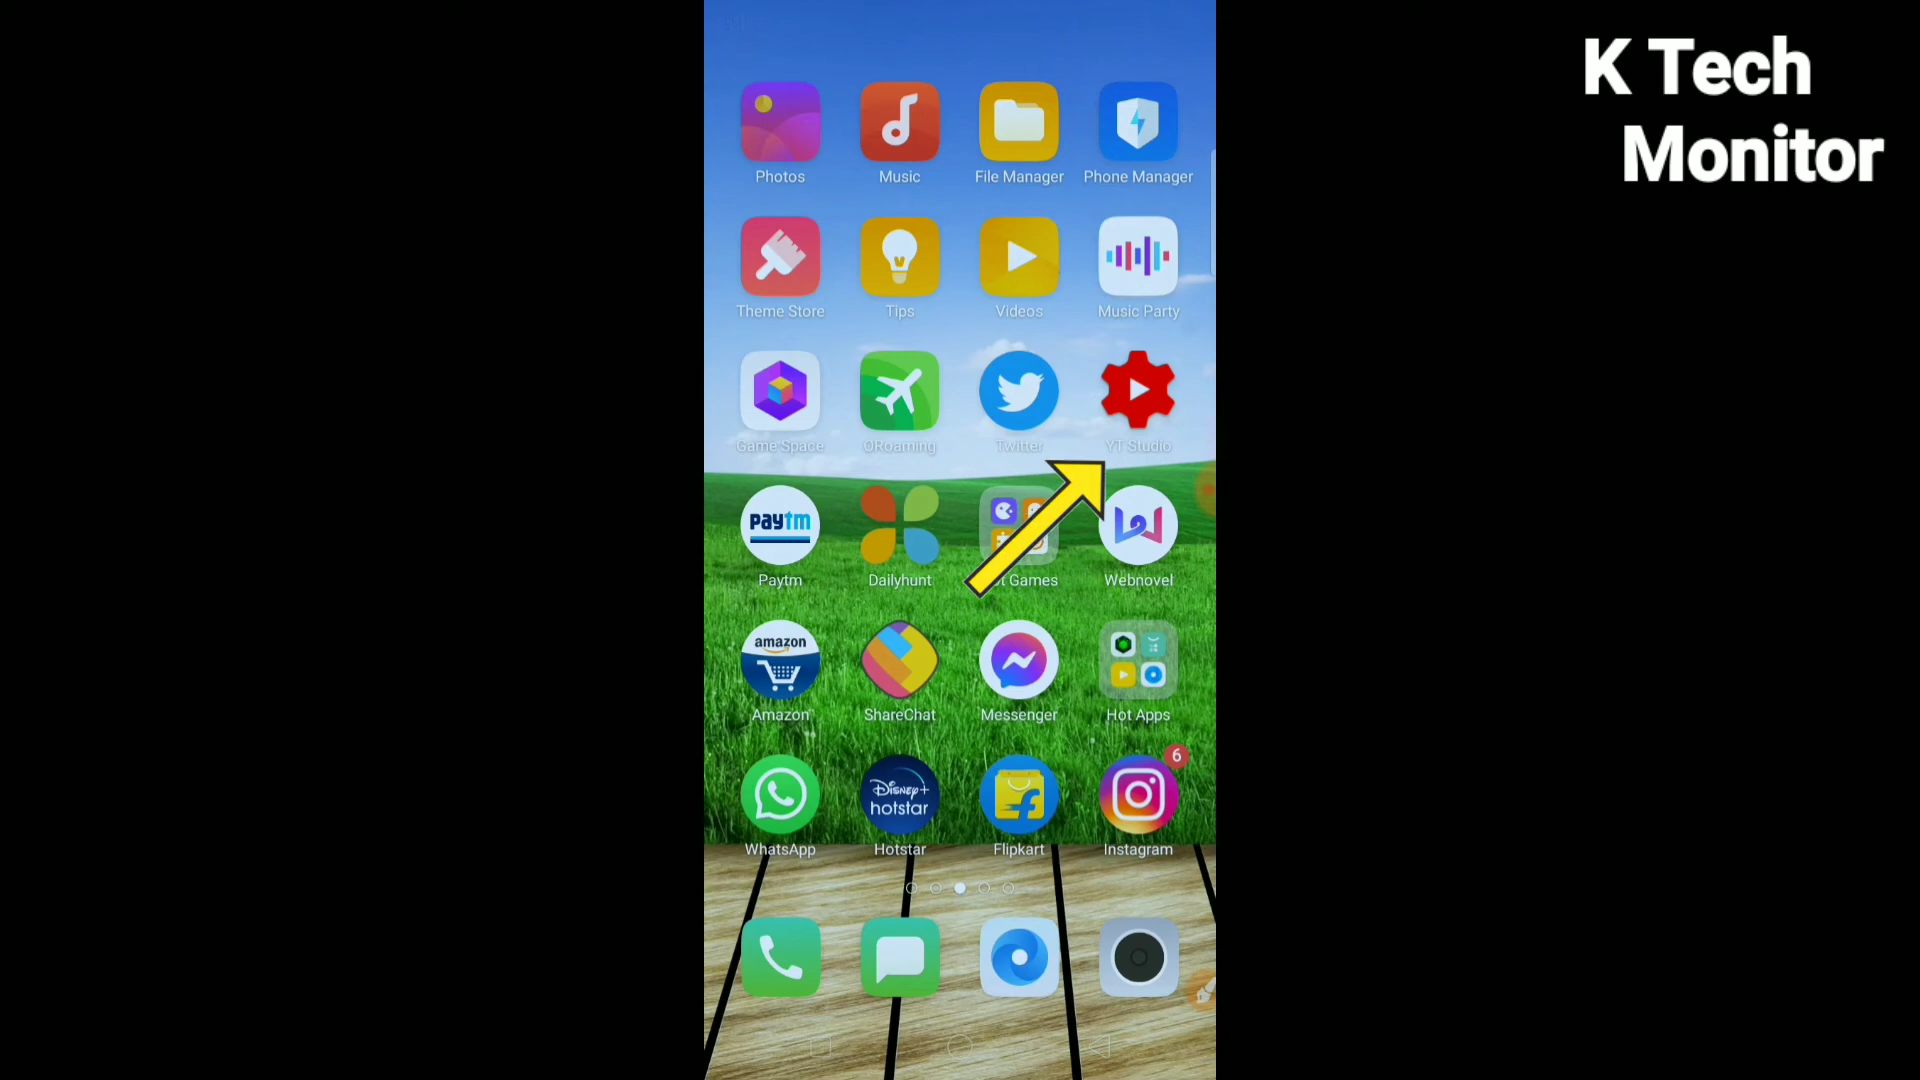 K Tech
Monitor
Photos
Music
File Manager
Phone Manager
Theme Store
Tips
Videos
Music Party
Game Space
ORoaming
Twitter
YT Studio
Paytm
paytm
Dailyhunt
Games
Webnovel
amazon
Amazon
ShareChat
Messenger
Hot Apps
6
Disney+
hotstar
WhatsApp
Hotstar
Flipkart
Instagram